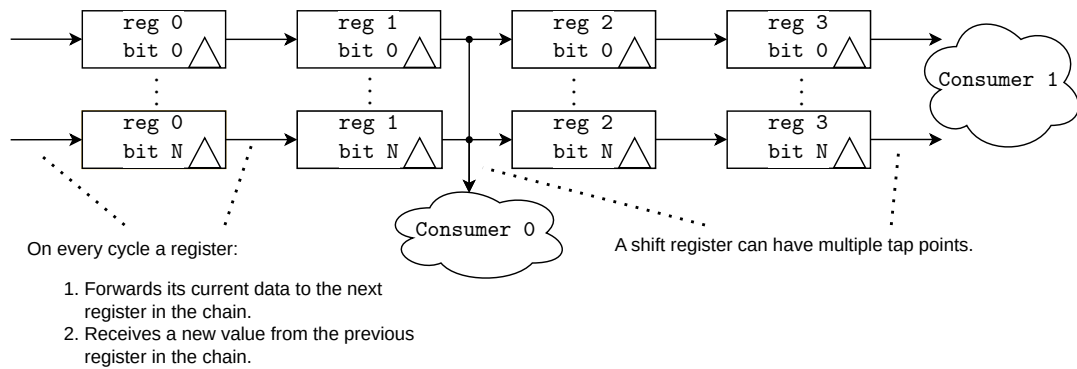 reg 0
bit 0
reg 1
bit 0
reg 2
bit 0
reg 3
bit 0
Consumer 1
reg 0
bit N
reg 1
bit N
reg 2
bit N
reg 3
bit N
Consumer 0
On every cycle a register:
1. Forwards its current data to the next
register in the chain.
2. Receives a new value from the previous
register in the chain.
A shift register can have multiple tap points.